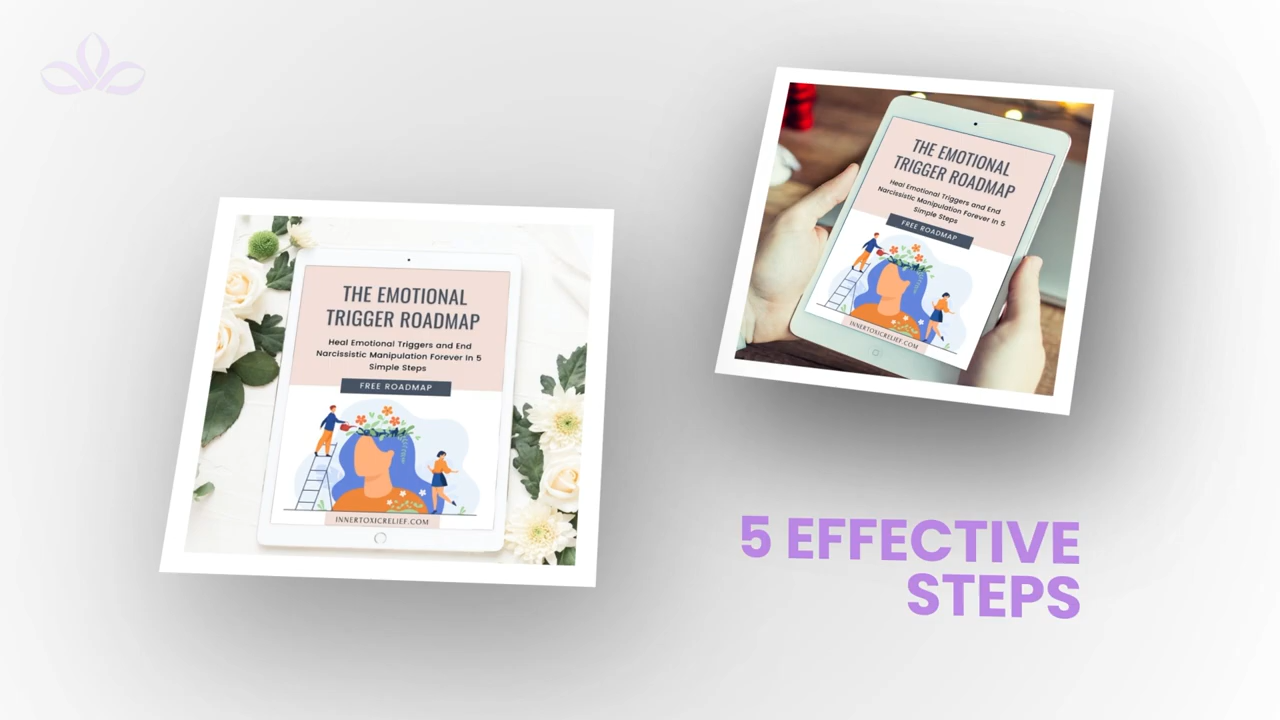 THE EMOTIONAL
TRIGGER ROADMAP
Heal Emotional Triggers and End
Narcissistic Manipulation Forever In 5
Simple Steps
FREE ROADMAP
INNERTOXICRELIEF.COM
THE EMOTIONAL
TRIGGER ROADMAP
Heal Emotional Triggers and End
Narcissistic Manipulation Forever In 5
Simple Steps
FREE ROADMAP
INNERTOXICRELIEF.COM
5 EFFECTIVE
STEPS